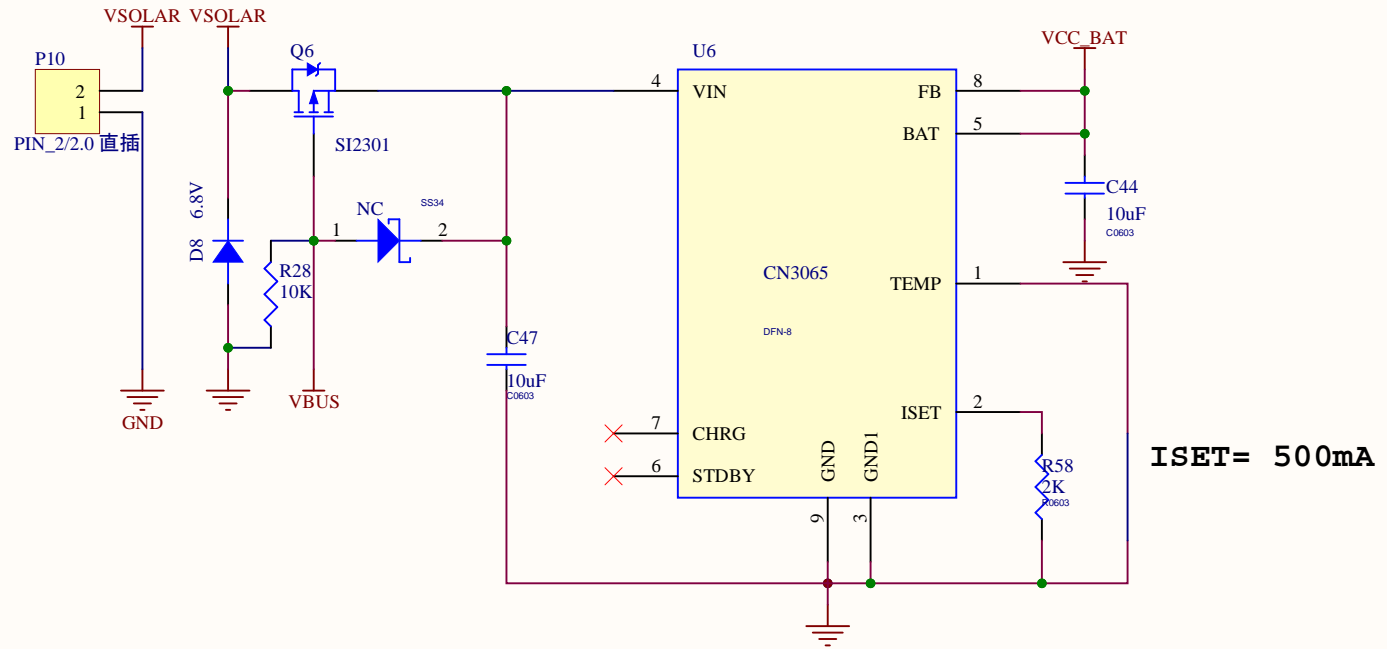 VSOLAR VSOLAR
P10
2
1
PIN_2/2.0 直插
GND
Q6
SI2301
D8 6.8V
R28
10K
NC
SS34
1
2
VBUS
C47
10uF
C0603
U6
4
VIN
7
CHRG
6
STDBY
CN3065
DFN-8
FB
8
BAT
5
TEMP
1
ISET
2
GND
9
GND1
3
VCC_BAT
C44
10uF
C0603
R58
2K
R0603
ISET= 500mA